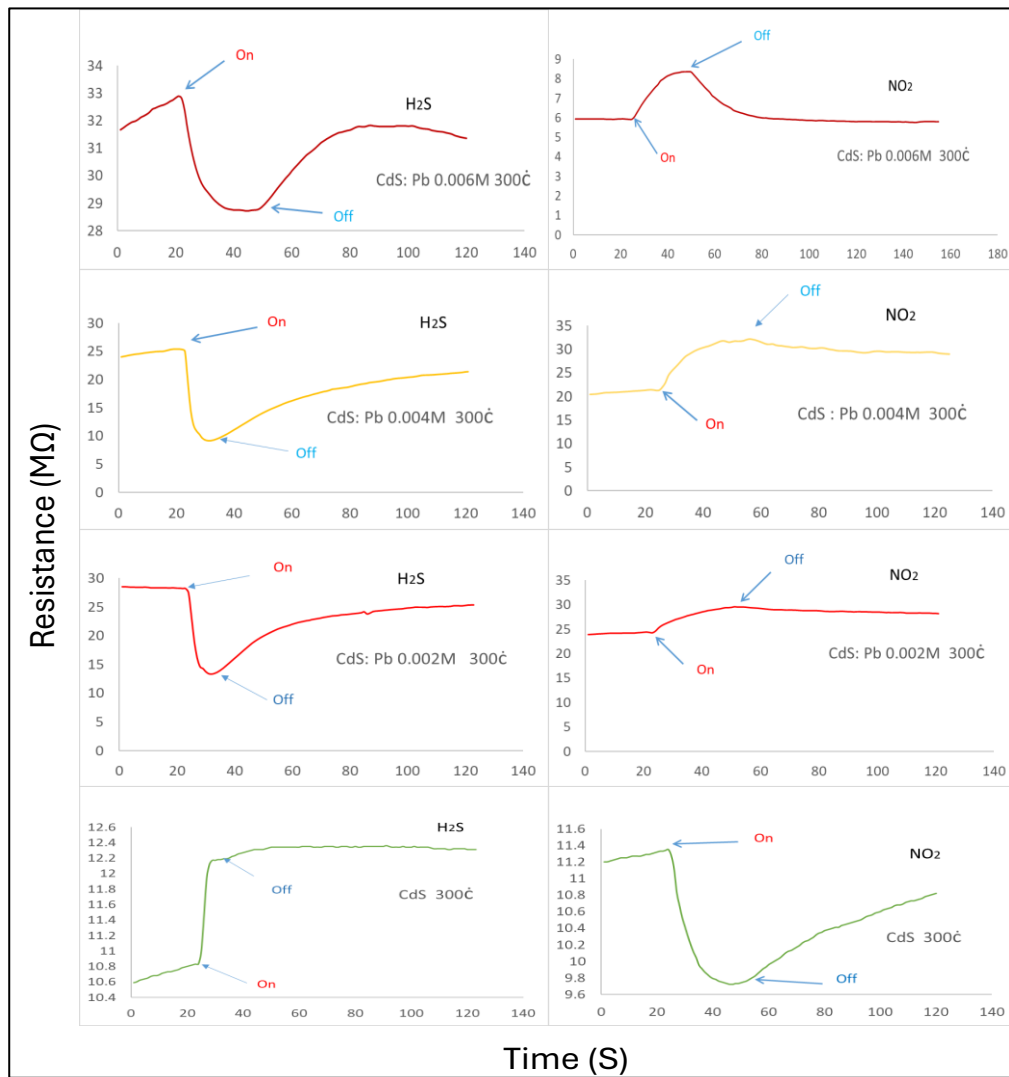 Resistance (MΩ)
On
34
33
32
31
30
29
28
H2S
CdS: Pb 0.006M 300ċ
Off
0 20 40 60 80 100 120 140
Off
9
8
7
6
5
4
3
2
1
0
NO2
On
CdS: Pb 0.006M 300ċ
0 20 40 60 80 100 120 140 160 180
30
25
20
15
10
5
0
On
H2S
CdS: Pb 0.004M 300ċ
Off
0 20 40 60 80 100 120 140
Off
NO2
35
30
25
20
15
10
5
0
On
CdS : Pb 0.004M 300ċ
0 20 40 60 80 100 120 140
30
25
20
15
10
5
0
On
H2S
CdS: Pb 0.002M 300ċ
Off
0 20 40 60 80 100 120 140
Off
NO2
35
30
25
20
15
10
5
0
On
CdS: Pb 0.002M 300ċ
0 20 40 60 80 100 120 140
12.6
12.4
12.2
12
11.8
11.6
11.4
11.2
11
10.8
10.6
10.4
H2S
Off
CdS 300ċ
On
0 20 40 60 80 100 120 140
11.6
11.4
11.2
11
10.8
10.6
10.4
10.2
10
9.8
9.6
On
NO2
CdS 300ċ
Off
0 20 40 60 80 100 120 140
Time (S)